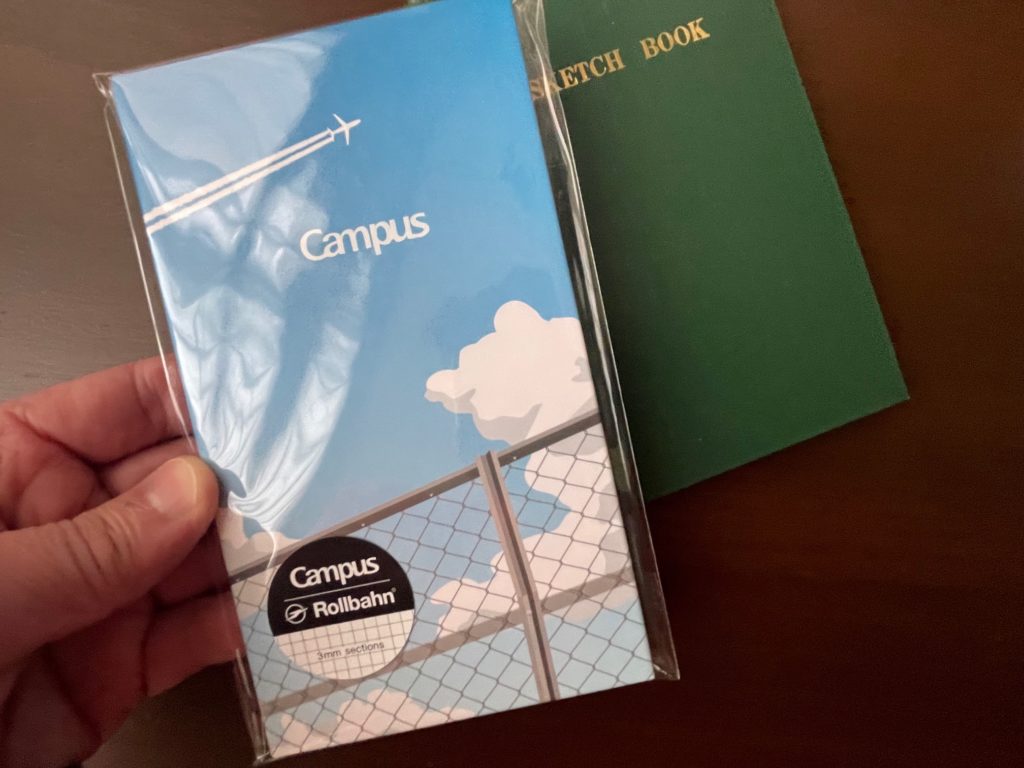 SKETCH BOOK
Campus
Campus
Rollbahn®
3mm sections